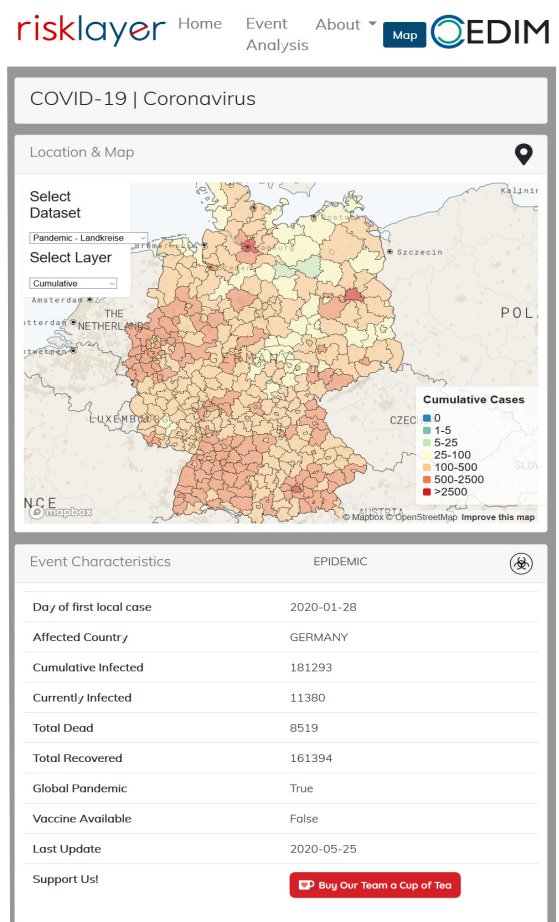 risklayer Home Event Analysis About Map CEDIM
COVID-19 | Coronavirus
Location & Map
Select
Dataset
Pandemic - Landkreise
Select Layer
Cumulative
Kalinin
Szczecin
Amsterdam
THE
NETHERLANDS
POL.
GERMANY
LUXEMBO
CZEC
SLOV
NCE
AUSTRIA
Cumulative Cases
0
1-5
5-25
25-100
100-500
500-2500
>2500
mapbox
© Mapbox © OpenStreetMap Improve this map
Event Characteristics EPIDEMIC
Day of first local case 2020-01-28
Affected Country GERMANY
Cumulative Infected 181293
Currently Infected 11380
Total Dead 8519
Total Recovered 161394
Global Pandemic True
Vaccine Available False
Last Update 2020-05-25
Support Us! Buy Our Team a Cup of Tea